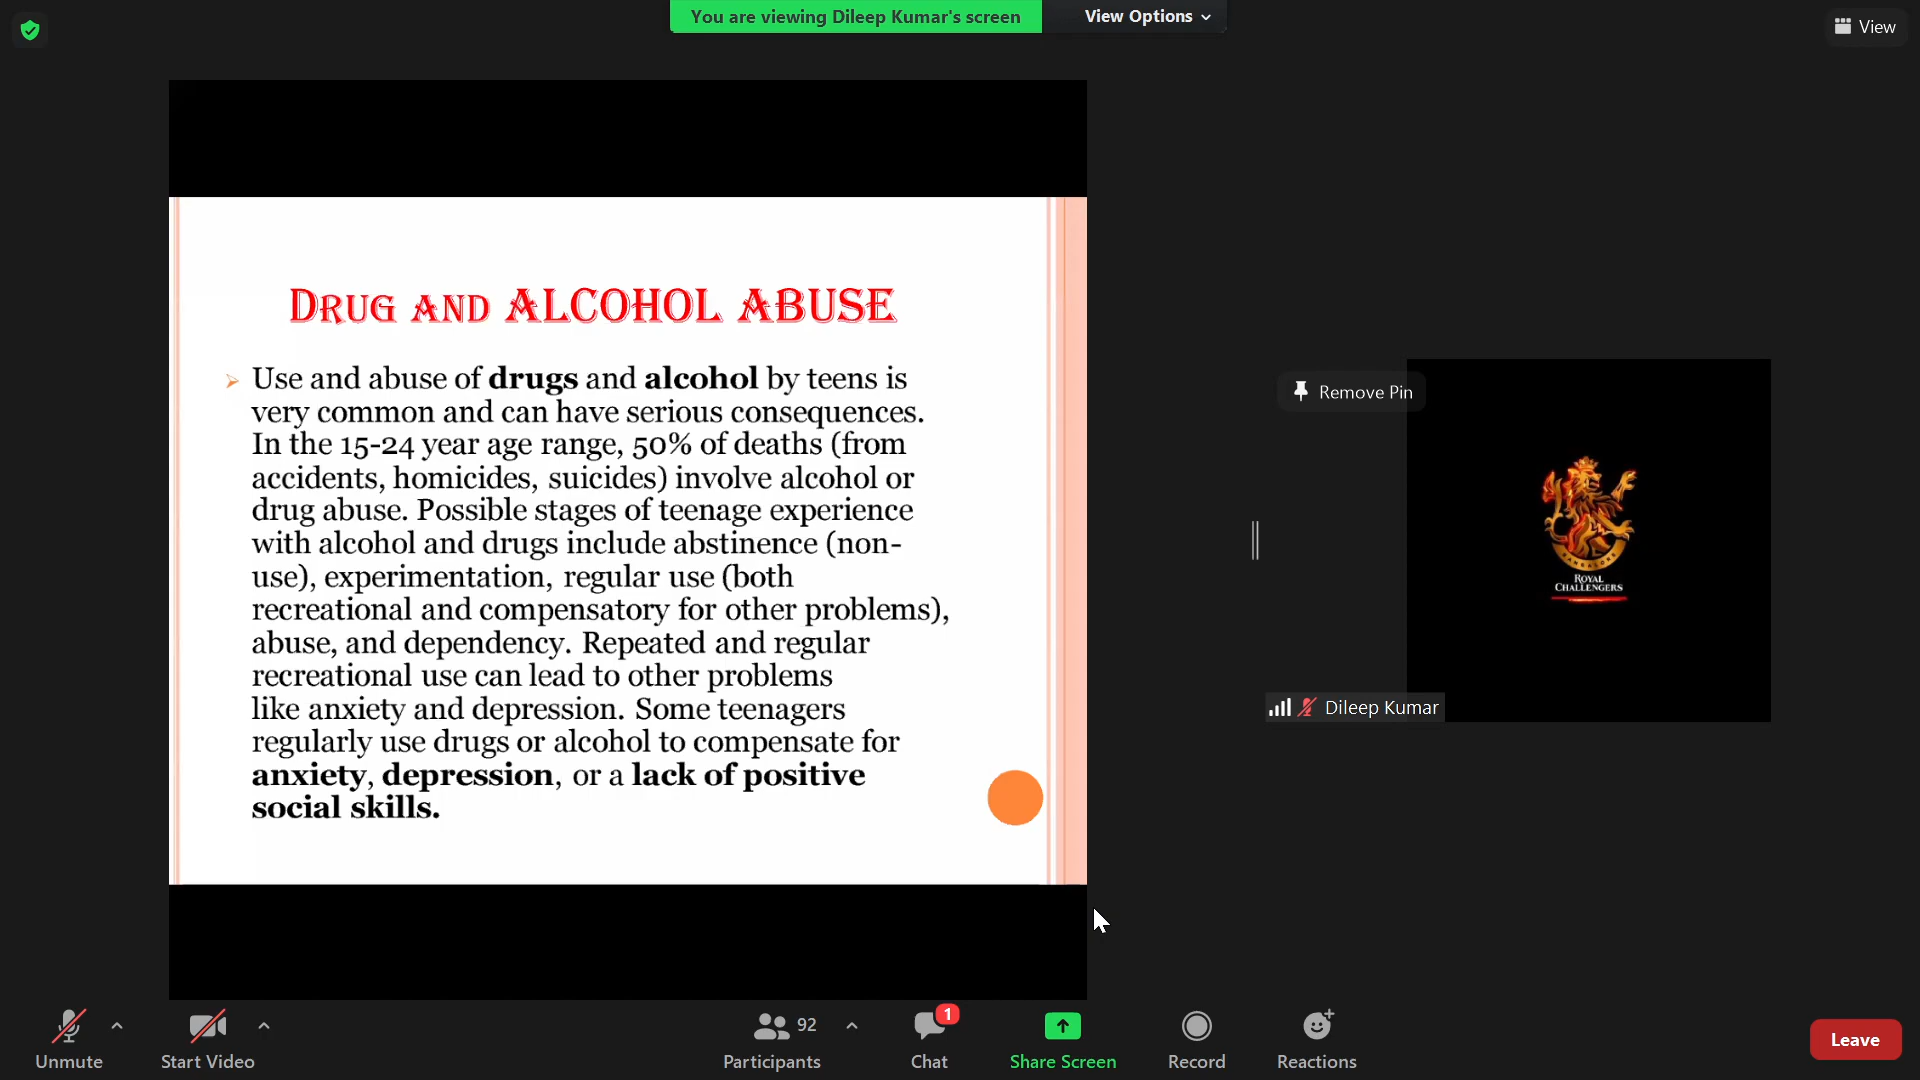 You are viewing Dileep Kumar's screen
View Options
View
DRUG AND ALCOHOL ABUSE
Use and abuse of drugs and alcohol by teens is
very common and can have serious consequences.
In the 15-24 year age range, 50% of deaths (from
accidents, homicides, suicides) involve alcohol or
drug abuse. Possible stages of teenage experience
with alcohol and drugs include abstinence (non-
use), experimentation, regular use (both
recreational and compensatory for other problems),
abuse, and dependency. Repeated and regular
recreational use can lead to other problems
like anxiety and depression. Some teenagers
regularly use drugs or alcohol to compensate for
anxiety, depression, or a lack of positive
social skills.
Remove Pin
BANGALORE
ROYAL
CHALLENGERS
Dileep Kumar
Unmute
Start Video
92
Participants
1
Chat
Share Screen
Record
Reactions
Leave